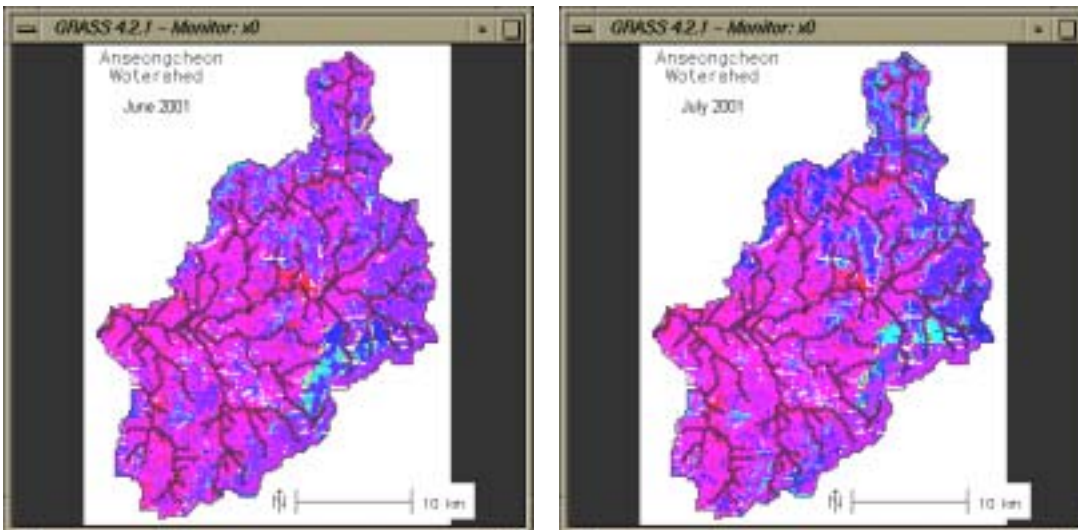 GRASS 4.2.1 – Monitor: x0
Anseongcheon
Watershed
June 2001
10 km
GRASS 4.2.1 – Monitor: x0
Anseongcheon
Watershed
July 2001
10 km